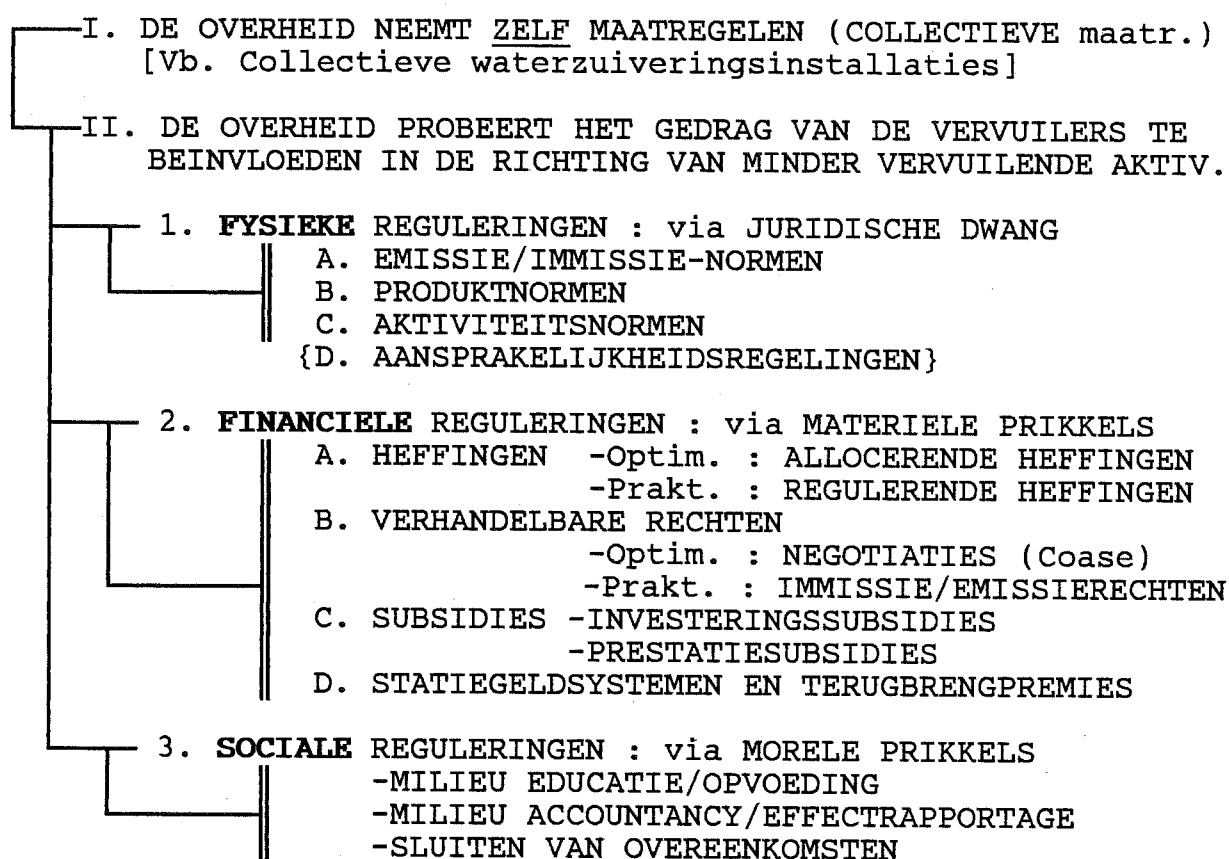 I. DE OVERHEID NEEMT ZELF MAATREGELEN (COLLECTIEVE maatr.)
[Vb. Collectieve waterzuiveringsinstallaties]
II. DE OVERHEID PROBEERT HET GEDRAG VAN DE VERVUILERS TE
BEINVLOEDEN IN DE RICHTING VAN MINDER VERVUILENDE AKTIV.
1. FYSIEKE REGULERINGEN : via JURIDISCHE DWANG
A. EMISSIE/IMMISSIE-NORMEN
B. PRODUKTNORMEN
C. AKTIVITEITSNORMEN
{D. AANSPRAKELIJKHEIDSREGELINGEN}
2. FINANCIELE REGULERINGEN : via MATERIELE PRIKKELS
A. HEFFINGEN -Optim. : ALLOCERENDE HEFFINGEN
-Prakt. : REGULERENDE HEFFINGEN
B. VERHANDELBARE RECHTEN
-Optim. : NEGOTIATIES (Coase)
-Prakt. : IMMISSIE/EMISSIERECHTEN
C. SUBSIDIES -INVESTERINGSSUBSIDIES
-PRESTATIESUBSIDIES
D. STATIEGELDSYSTEMEN EN TERUGBRENGPREMIES
3. SOCIALE REGULERINGEN : via MORELE PRIKKELS
-MILIEU EDUCATIE/OPVOEDING
-MILIEU ACCOUNTANCY/EFFECTRAPPORTAGE
-SLUITEN VAN OVEREENKOMSTEN